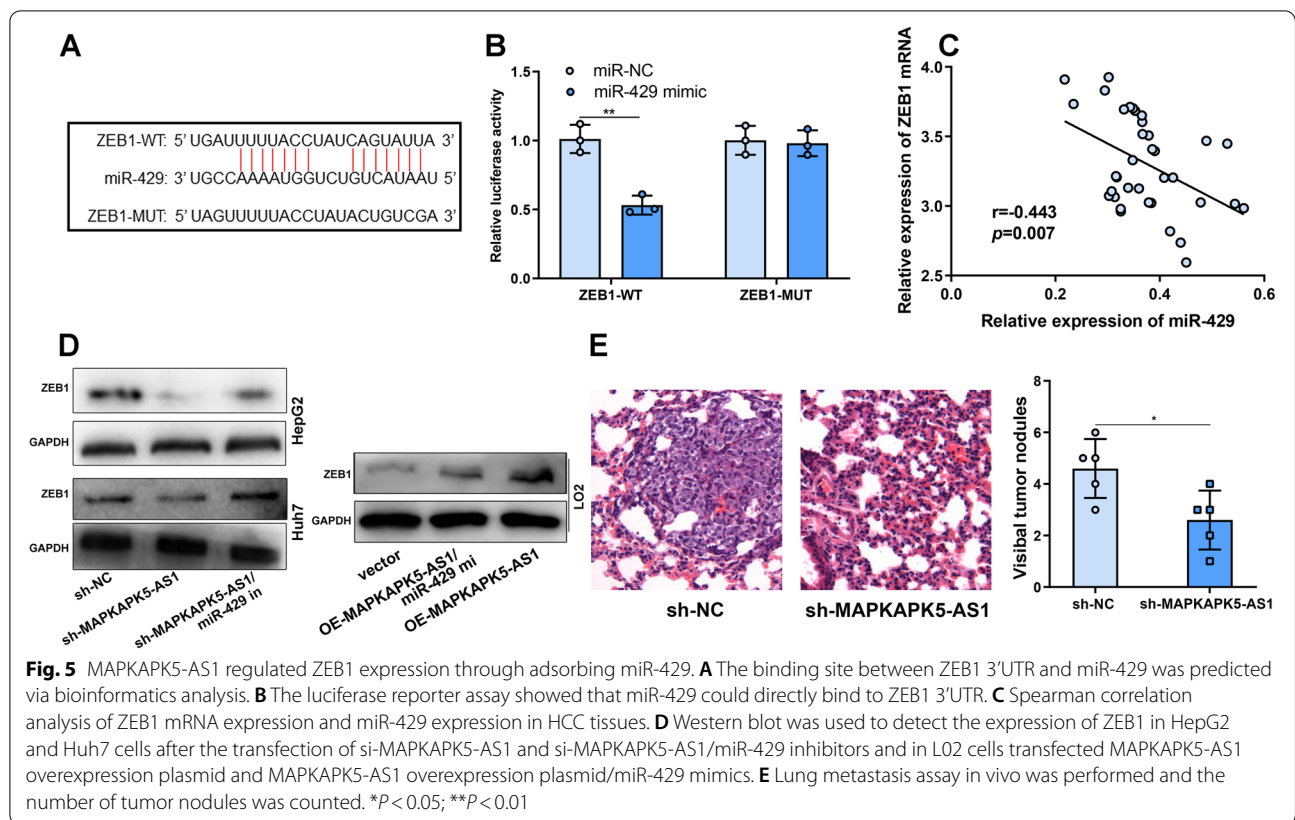 A
ZEB1-WT: 5' UGAUUUUUACCUAUCAGUAUUA 3'
miR-429: 3' UGCCAAAAUGGUCUGUCAUAAU 5'
ZEB1-MUT: 5' UAGUUUUUACCUAUACUGUCGA 3'
B
miR-NC
miR-429 mimic
Relative luciferase activity
1.5
1.0
0.5
0.0
**
ZEB1-WT
ZEB1-MUT
C
Relative expression of ZEB1 mRNA
4.0
3.5
3.0
2.5
r=-0.443
p=0.007
0.0
0.2
0.4
0.6
Relative expression of miR-429
D
ZEB1
GAPDH
HepG2
ZEB1
GAPDH
Huh7
sh-NC
sh-MAPKAPK5-AS1
sh-MAPKAPK5-AS1/
miR-429 in
ZEB1
GAPDH
LO2
vector
OE-MAPKAPK5-AS1/
miR-429 mi
OE-MAPKAPK5-AS1
E
sh-NC
sh-MAPKAPK5-AS1
Visibal tumor nodules
8
6
4
2
0
*
sh-NC
sh-MAPKAPK5-AS1
Fig. 5 MAPKAPK5-AS1 regulated ZEB1 expression through adsorbing miR-429. A The binding site between ZEB1 3'UTR and miR-429 was predicted
via bioinformatics analysis. B The luciferase reporter assay showed that miR-429 could directly bind to ZEB1 3'UTR. C Spearman correlation
analysis of ZEB1 mRNA expression and miR-429 expression in HCC tissues. D Western blot was used to detect the expression of ZEB1 in HepG2
and Huh7 cells after the transfection of si-MAPKAPK5-AS1 and si-MAPKAPK5-AS1/miR-429 inhibitors and in L02 cells transfected MAPKAPK5-AS1
overexpression plasmid and MAPKAPK5-AS1 overexpression plasmid/miR-429 mimics. E Lung metastasis assay in vivo was performed and the
number of tumor nodules was counted. *P < 0.05; **P < 0.01